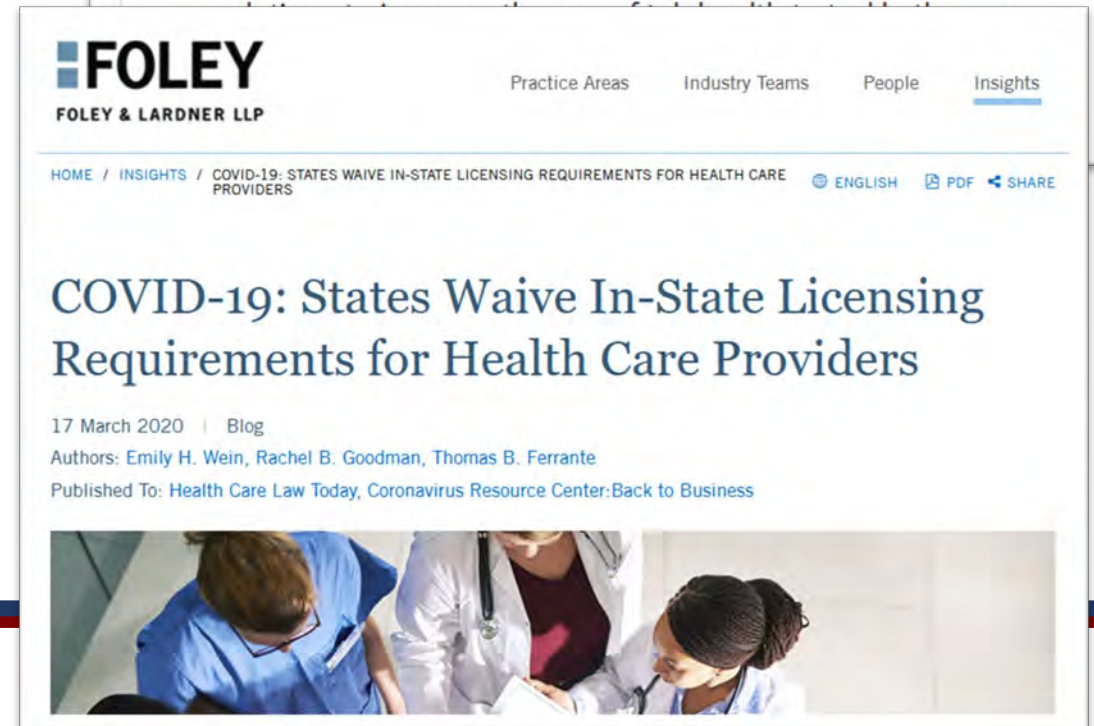 FOLEY
FOLEY & LARDNER LLP
Practice Areas Industry Teams People Insights
HOME / INSIGHTS / COVID-19: STATES WAIVE IN-STATE LICENSING REQUIREMENTS FOR HEALTH CARE
PROVIDERS
ENGLISH PDF SHARE
COVID-19: States Waive In-State Licensing
Requirements for Health Care Providers
17 March 2020 | Blog
Authors: Emily H. Wein, Rachel B. Goodman, Thomas B. Ferrante
Published To: Health Care Law Today, Coronavirus Resource Center:Back to Business